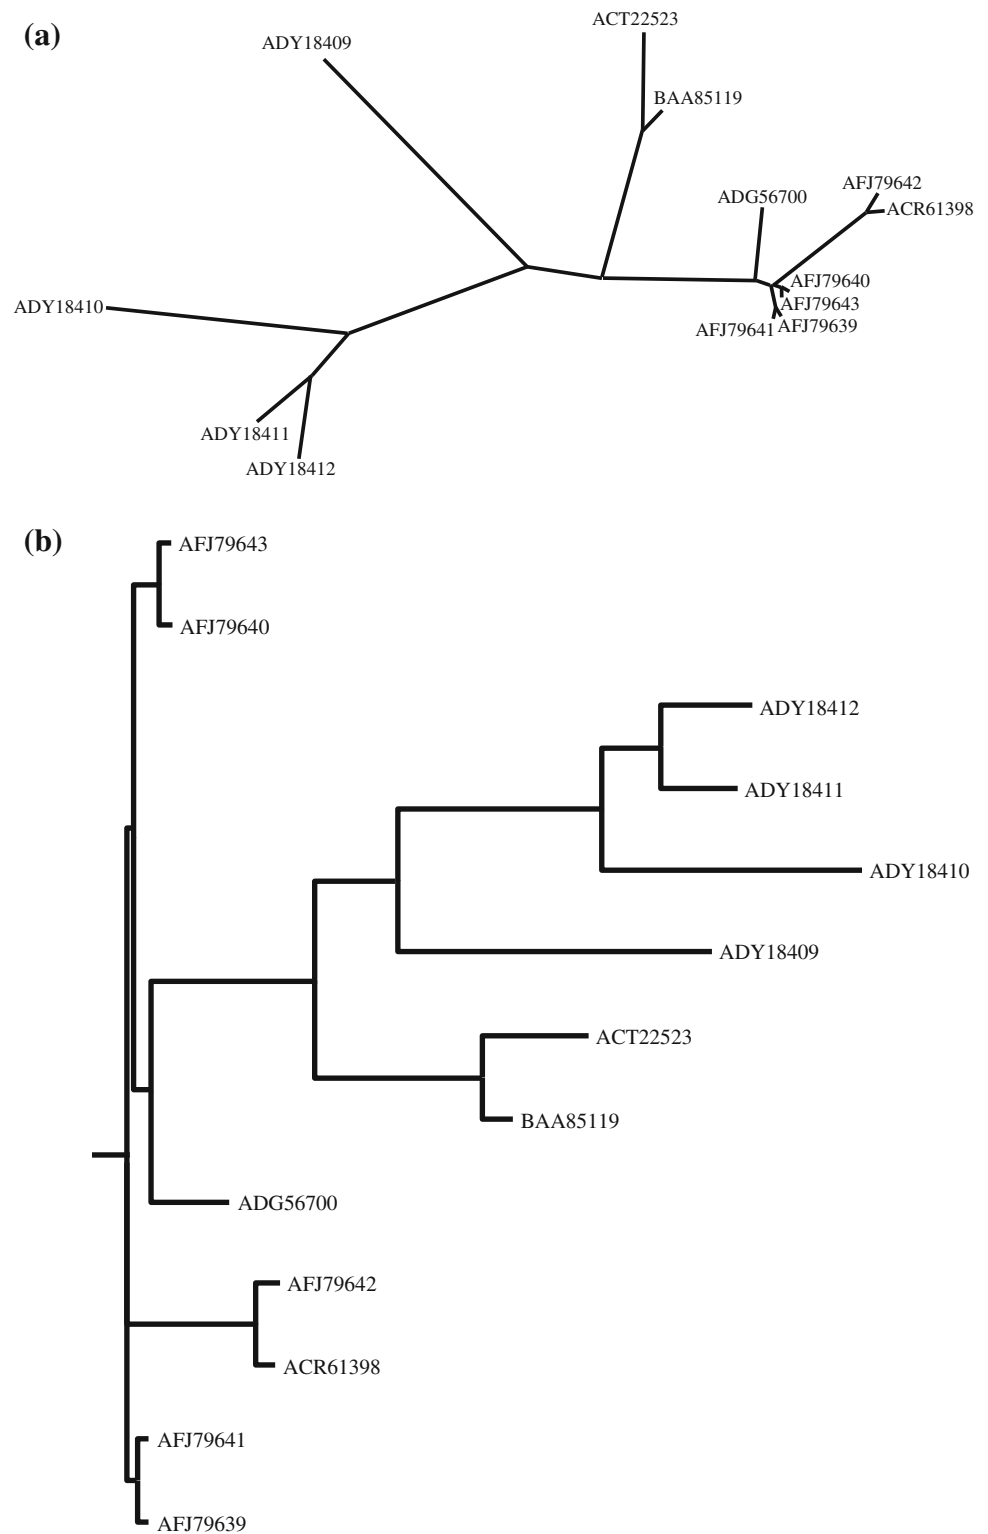 (a)
ACT22523
ADY18409
BAA85119
AFJ79642
ADG56700
ACR61398
AFJ79640
ADY18410
AFJ79643
AFJ79641
AFJ79639
ADY18411
ADY18412
(b)
AFJ79643
AFJ79640
ADY18412
ADY18411
ADY18410
ADY18409
ACT22523
BAA85119
ADG56700
AFJ79642
ACR61398
AFJ79641
AFJ79639